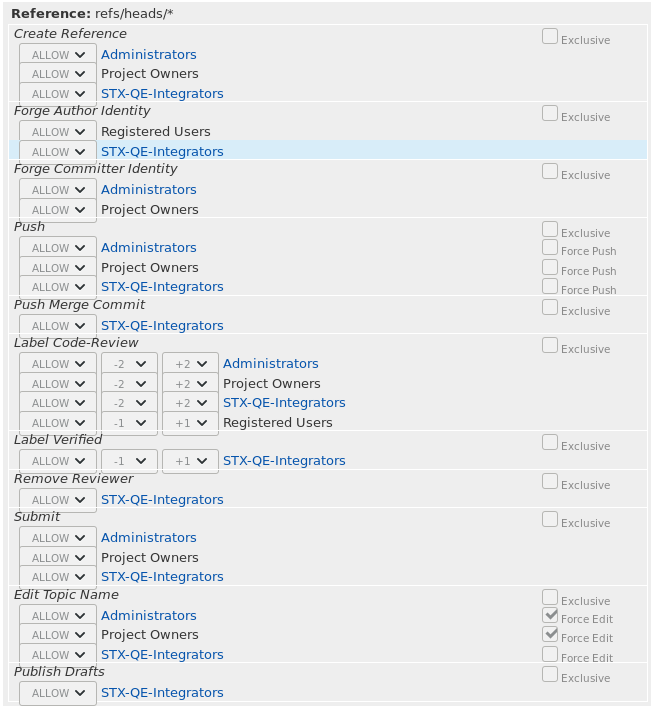 Reference: refs/heads/*
Create Reference Exclusive
ALLOW Administrators
ALLOW Project Owners
ALLOW STX-QE-Integrators
Forge Author Identity Exclusive
ALLOW Registered Users
ALLOW STX-QE-Integrators
Forge Committer Identity Exclusive
ALLOW Administrators
ALLOW Project Owners
Push Exclusive
ALLOW Administrators Force Push
ALLOW Project Owners Force Push
ALLOW STX-QE-Integrators Force Push
Push Merge Commit Exclusive
ALLOW STX-QE-Integrators
Label Code-Review Exclusive
ALLOW -2 +2 Administrators
ALLOW -2 +2 Project Owners
ALLOW -2 +2 STX-QE-Integrators
ALLOW -1 +1 Registered Users
Label Verified Exclusive
ALLOW -1 +1 STX-QE-Integrators
Remove Reviewer Exclusive
ALLOW STX-QE-Integrators
Submit Exclusive
ALLOW Administrators
ALLOW Project Owners
ALLOW STX-QE-Integrators
Edit Topic Name Exclusive
ALLOW Administrators Force Edit
ALLOW Project Owners Force Edit
ALLOW STX-QE-Integrators Force Edit
Publish Drafts Exclusive
ALLOW STX-QE-Integrators